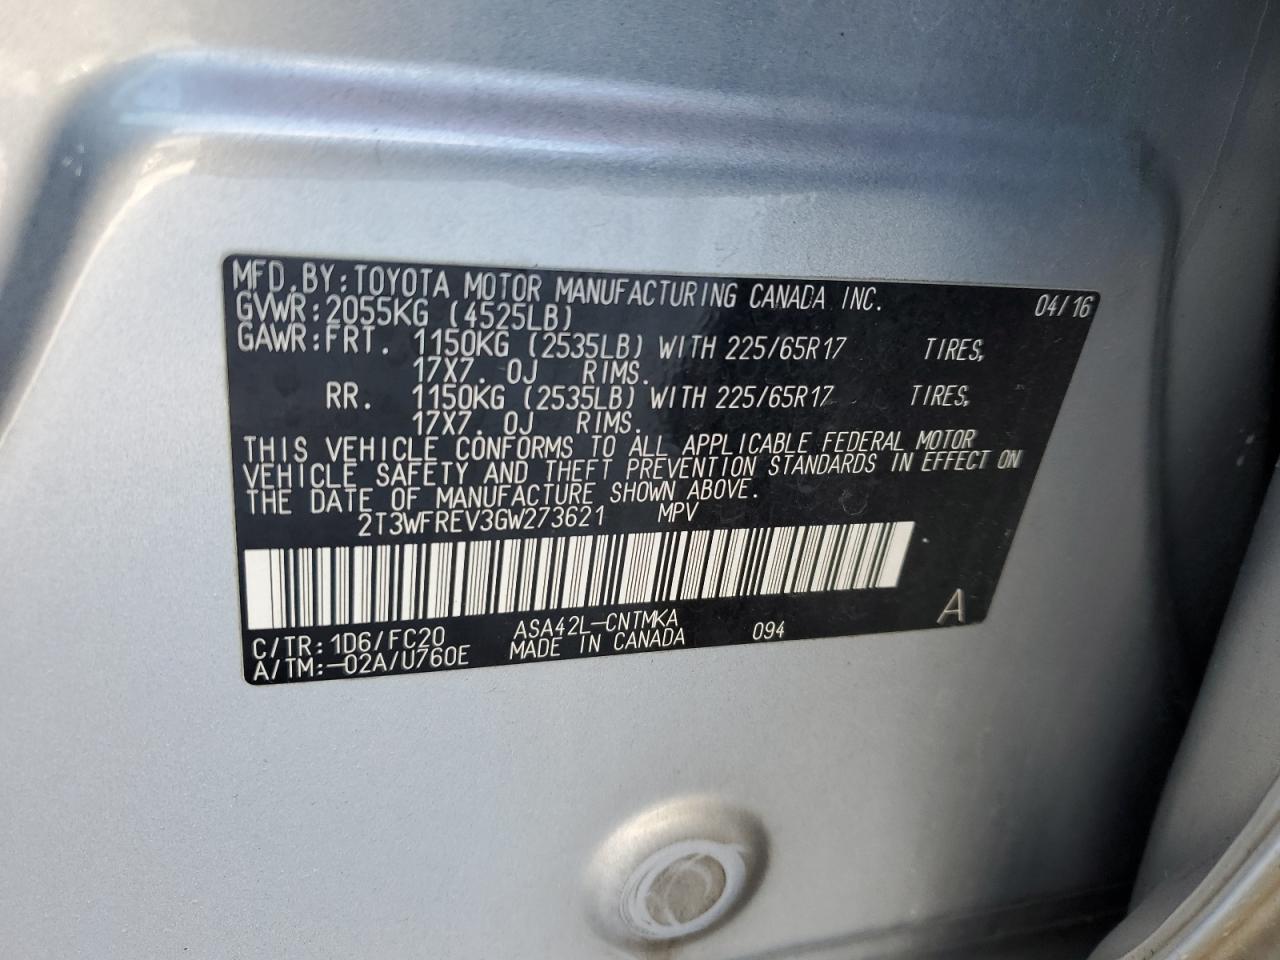 MFD.BY:TOYOTA MOTOR MANUFACTURING CANADA INC. 04/16
GVWR:2055KG (4525LB)
GAWR:FRT. 1150KG (2535LB) WITH 225/65R17 TIRES,
17X7. 0J RIMS.
RR. 1150KG (2535LB) WITH 225/65R17 TIRES,
17X7. 0J RIMS.
THIS VEHICLE CONFORMS TO ALL APPLICABLE FEDERAL MOTOR
VEHICLE SAFETY AND THEFT PREVENTION STANDARDS IN EFFECT ON
THE DATE OF MANUFACTURE SHOWN ABOVE.
2T3WFREV3GW273621 MPV
A
C/TR:1D6/FC20 ASA42L-CNTMKA 094
A/TM:-02A/U760E MADE IN CANADA